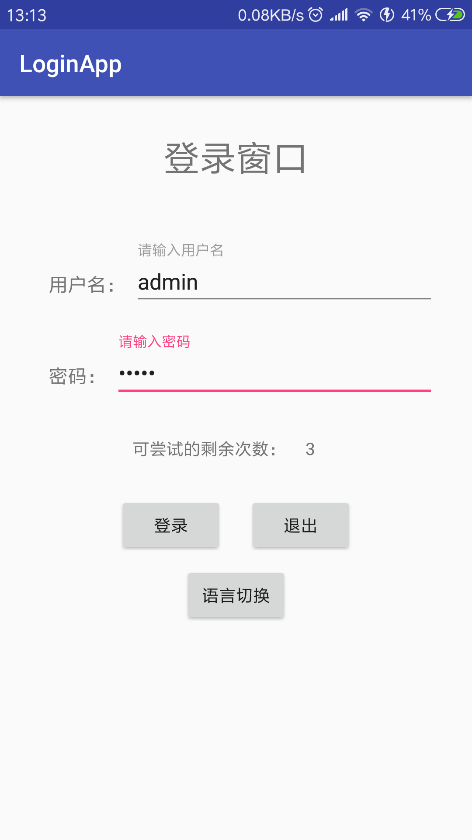 13:13 0.08KB/s 41%
LoginApp
登录窗口
请输入用户名
用户名： admin
请输入密码
密码： •••••
可尝试的剩余次数： 3
登录 退出
语言切换